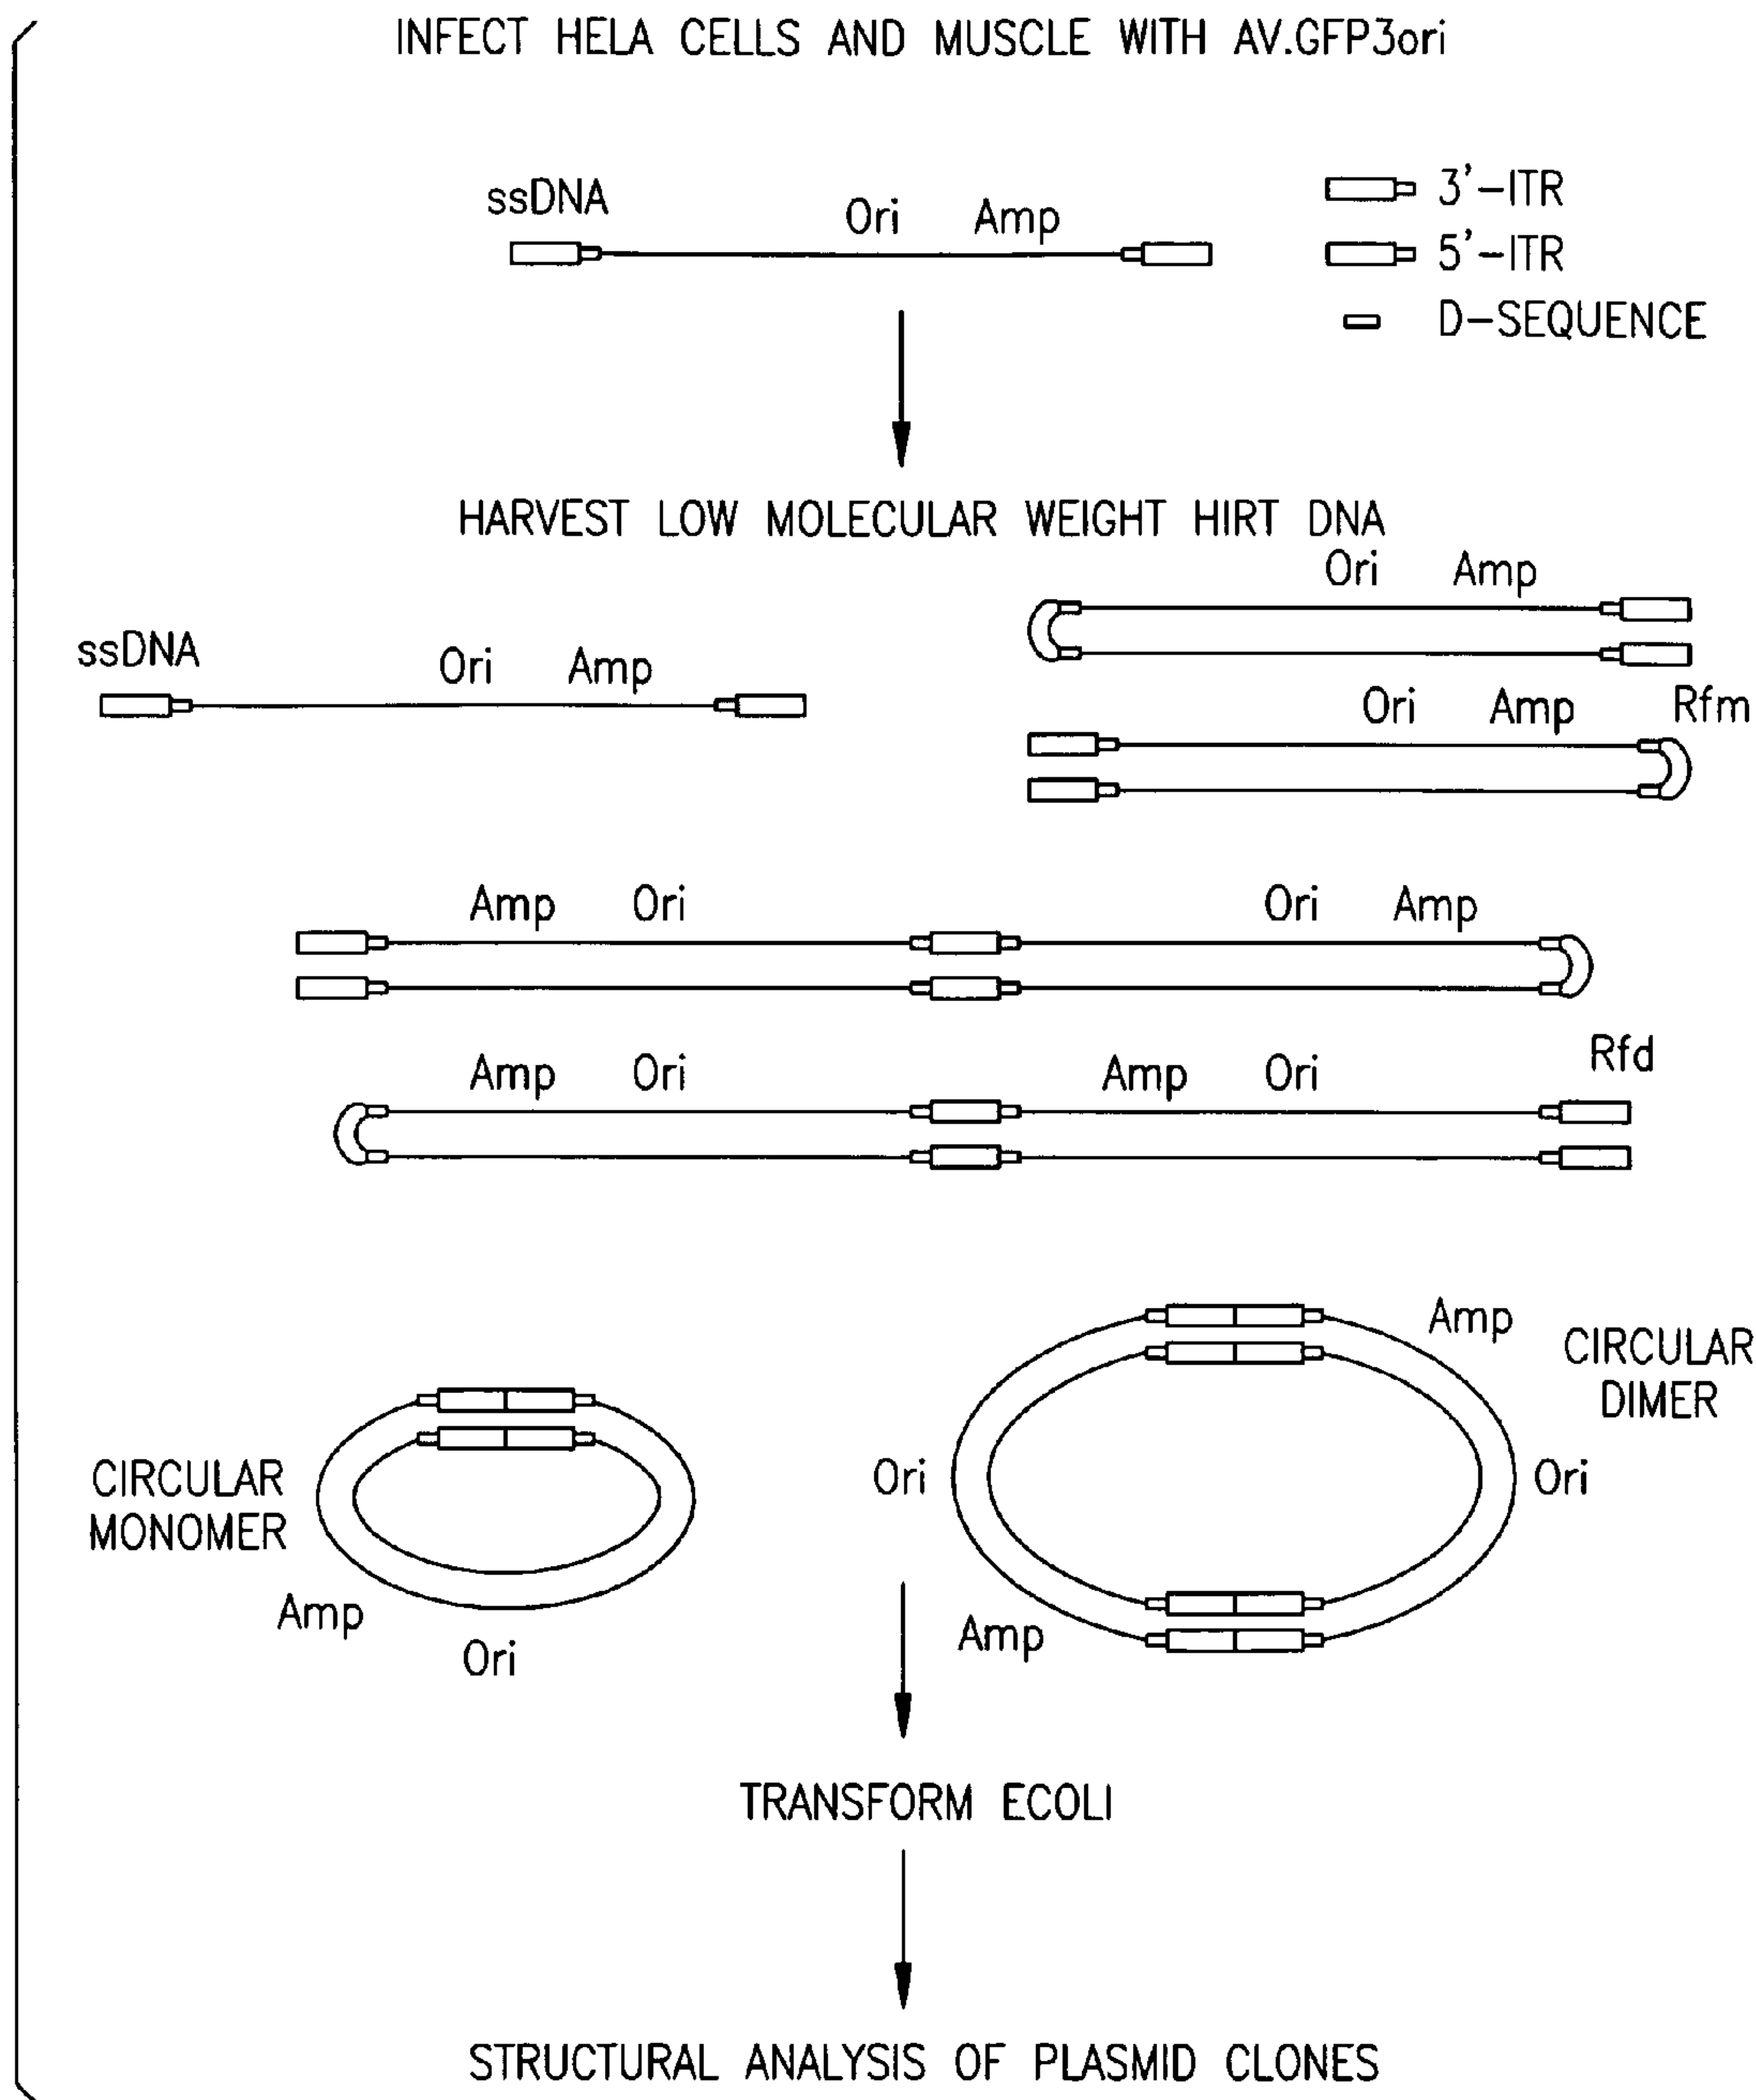 INFECT HELA CELLS AND MUSCLE WITH AV.GFP3ori
ssDNA
Ori Amp
3'-ITR
5'-ITR
D-SEQUENCE
HARVEST LOW MOLECULAR WEIGHT HIRT DNA
Ori Amp
ssDNA
Ori Amp
Ori Amp Rfm
Amp Ori Ori Amp
Rfd
Amp Ori Amp Ori
Amp
CIRCULAR
DIMER
CIRCULAR
MONOMER
Ori Ori
Amp
Ori
Amp
TRANSFORM ECOLI
STRUCTURAL ANALYSIS OF PLASMID CLONES